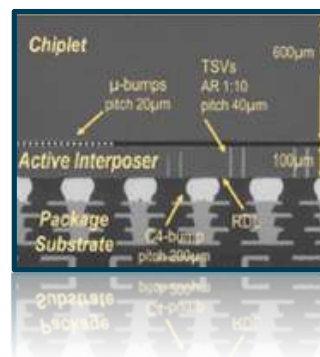 Chiplet
600µm
µ-bumps
pitch 20µm
TSVs
AR 1:10
pitch 40µm
Active Interposer
100µm
RDL
Package
Substrate
C4-bump
pitch 200µm